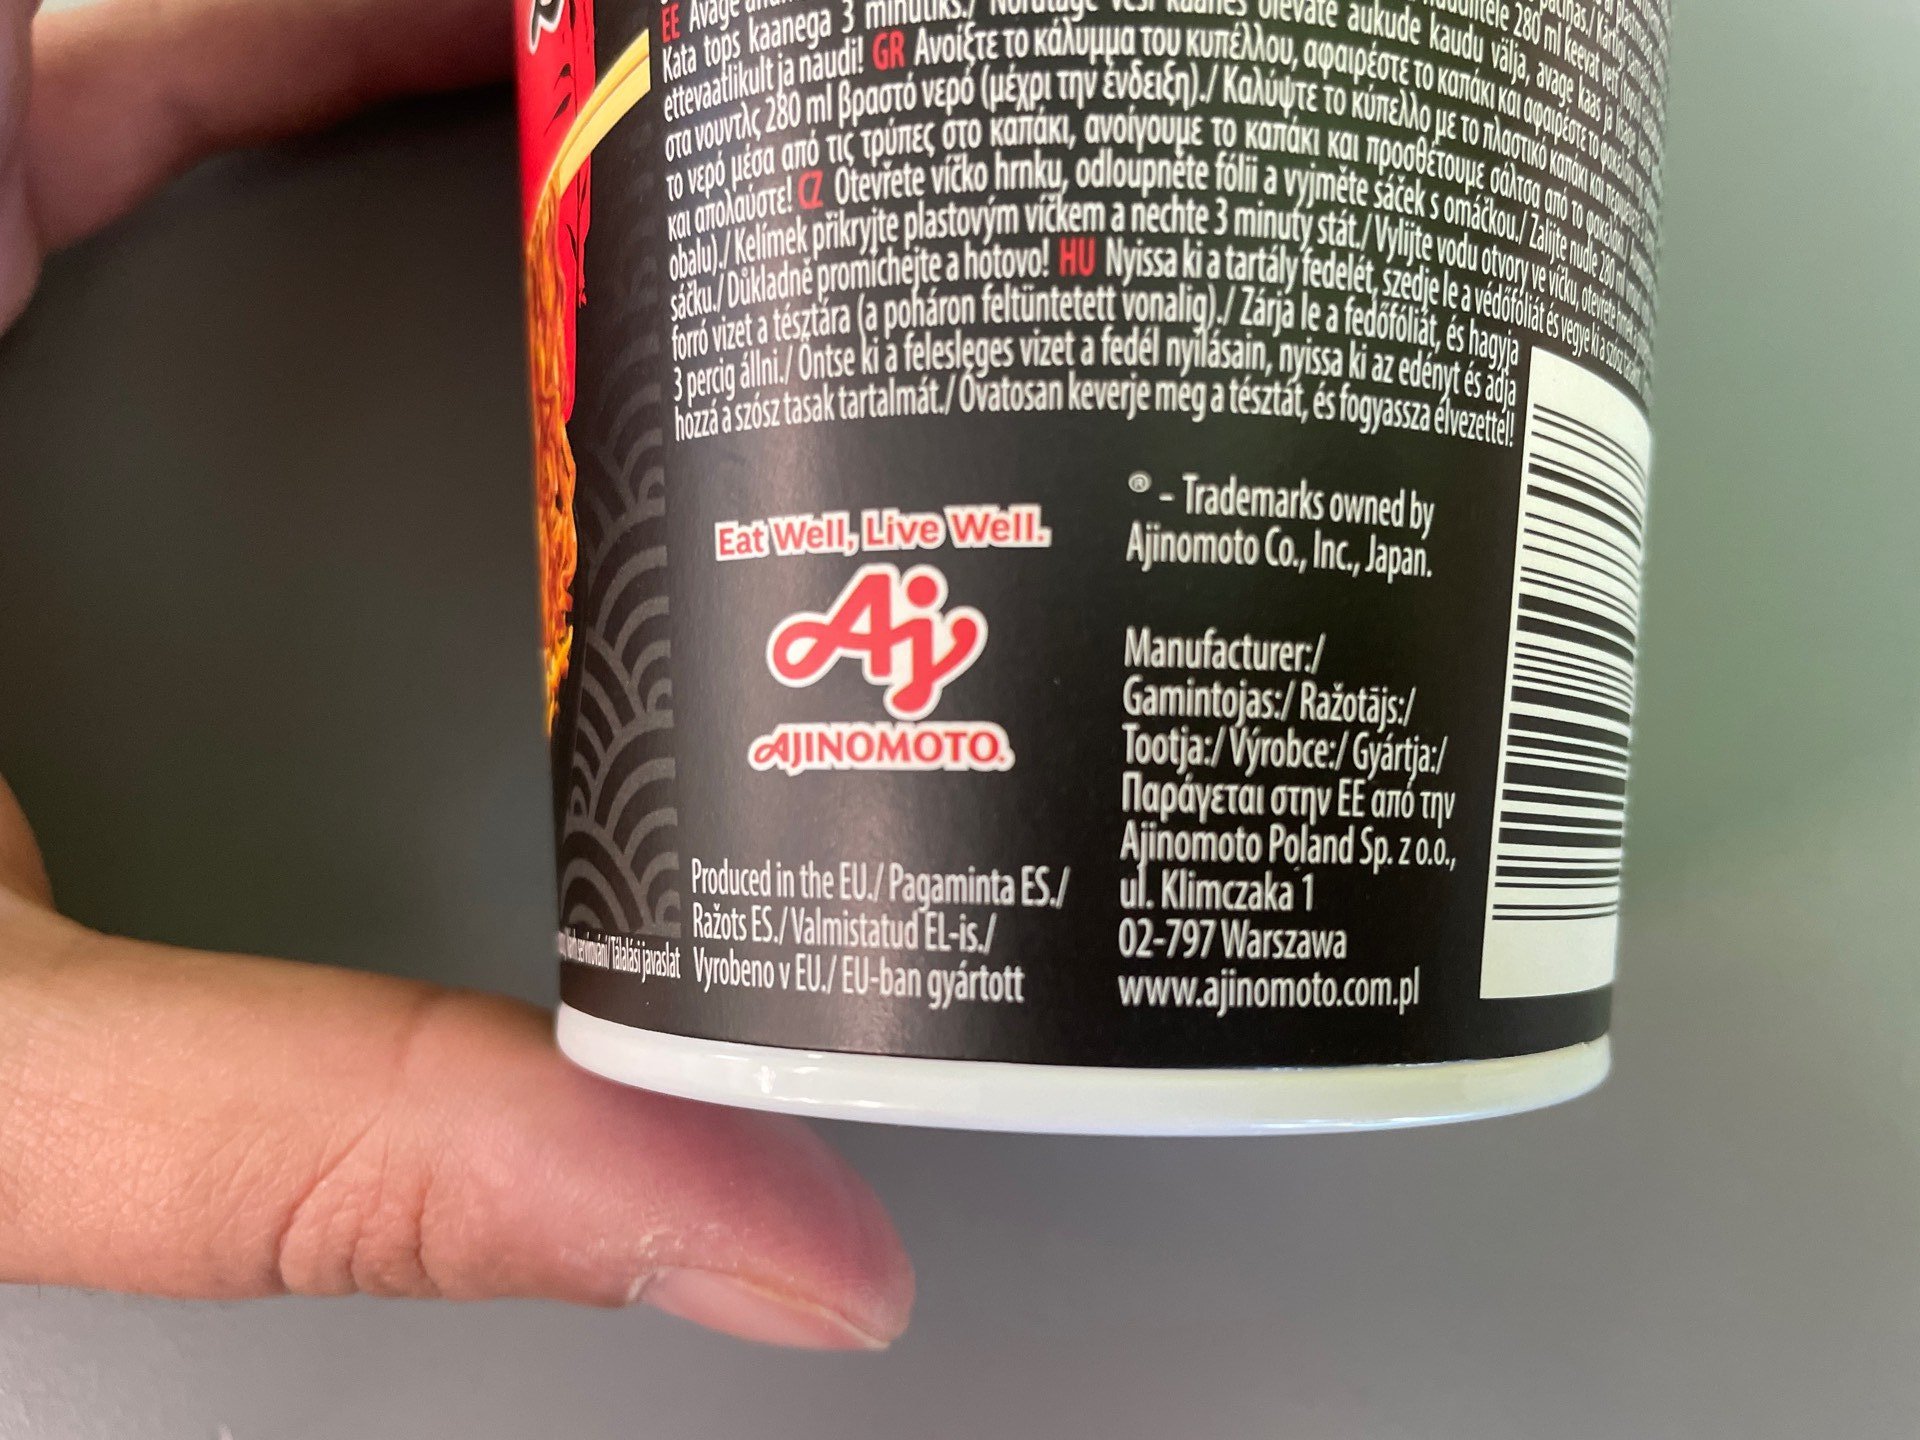 EE Avage
Kata tops kaanega 3 minutiks./ vesi kaanes olevate aukude kaudu välja, avage kaas ja
ettevaatlikult ja naudi! GR Ανοίξτε το κάλυμμα του κυπέλλου, αφαιρέστε το καπάκι και αφαιρέστε το
στα νουντλς 280 ml βραστό νερό (μέχρι την ένδειξη)./ Καλύψτε το κύπελλο με το πλαστικό καπάκι και
το νερό μέσα από τις τρύπες στο καπάκι, ανοίγουμε το καπάκι και προσθέτουμε σάλτσα από το
και απολαύστε! CZ Otevřete víčko hrnku, odloupněte fólii a vyjměte sáček s omáčkou./ Zalijte nudle 280 ml
obalu)./ Kelímek přikryjte plastovým víčkem a nechte 3 minuty stát./ Vylijte vodu otvory ve víčku, otevřete
sáčku./ Důkladně promíchejte a hotovo! HU Nyissa ki a tartály fedelét, szedje le a védőfóliát és vegye ki a szósz
forró vizet a tésztára (a poháron feltüntetett vonalig)./ Zárja le a fedőfóliát, és hagyja
3 percig állni./ Öntse ki a felesleges vizet a fedél nyílásain, nyissa ki az edényt és adja
hozzá a szósz tasak tartalmát./ Óvatosan keverje meg a tésztát, és fogyassza élvezettel!
Eat Well, Live Well.
Aj
AJINOMOTO.
® – Trademarks owned by
Ajinomoto Co., Inc., Japan.
Manufacturer:/
Gamintojas:/ Ražotājs:/
Tootja:/ Výrobce:/ Gyártja:/
Παράγεται στην ΕΕ από την
Ajinomoto Poland Sp. z o.o.,
ul. Klimczaka 1
02-797 Warszawa
www.ajinomoto.com.pl
Produced in the EU./ Pagaminta ES./
Ražots ES./ Valmistatud EL-is./
Vyrobeno v EU./ EU-ban gyártott
Tálalási javaslat